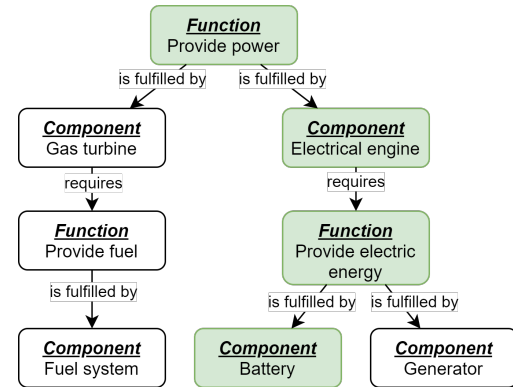 Function
Provide power
is fulfilled by
is fulfilled by
Component
Gas turbine
Component
Electrical engine
requires
requires
Function
Provide fuel
Function
Provide electric
energy
is fulfilled by
is fulfilled by
is fulfilled by
Component
Fuel system
Component
Battery
Component
Generator